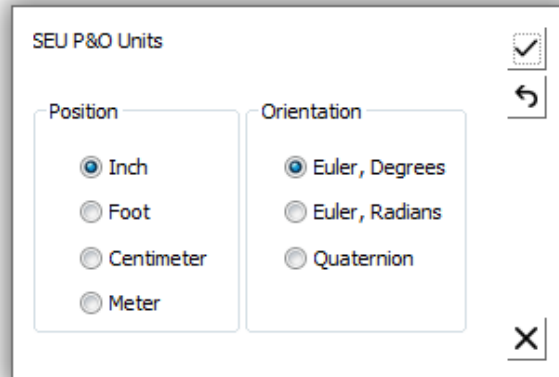 SEU P&O Units
Position
Inch
Foot
Centimeter
Meter
Orientation
Euler, Degrees
Euler, Radians
Quaternion